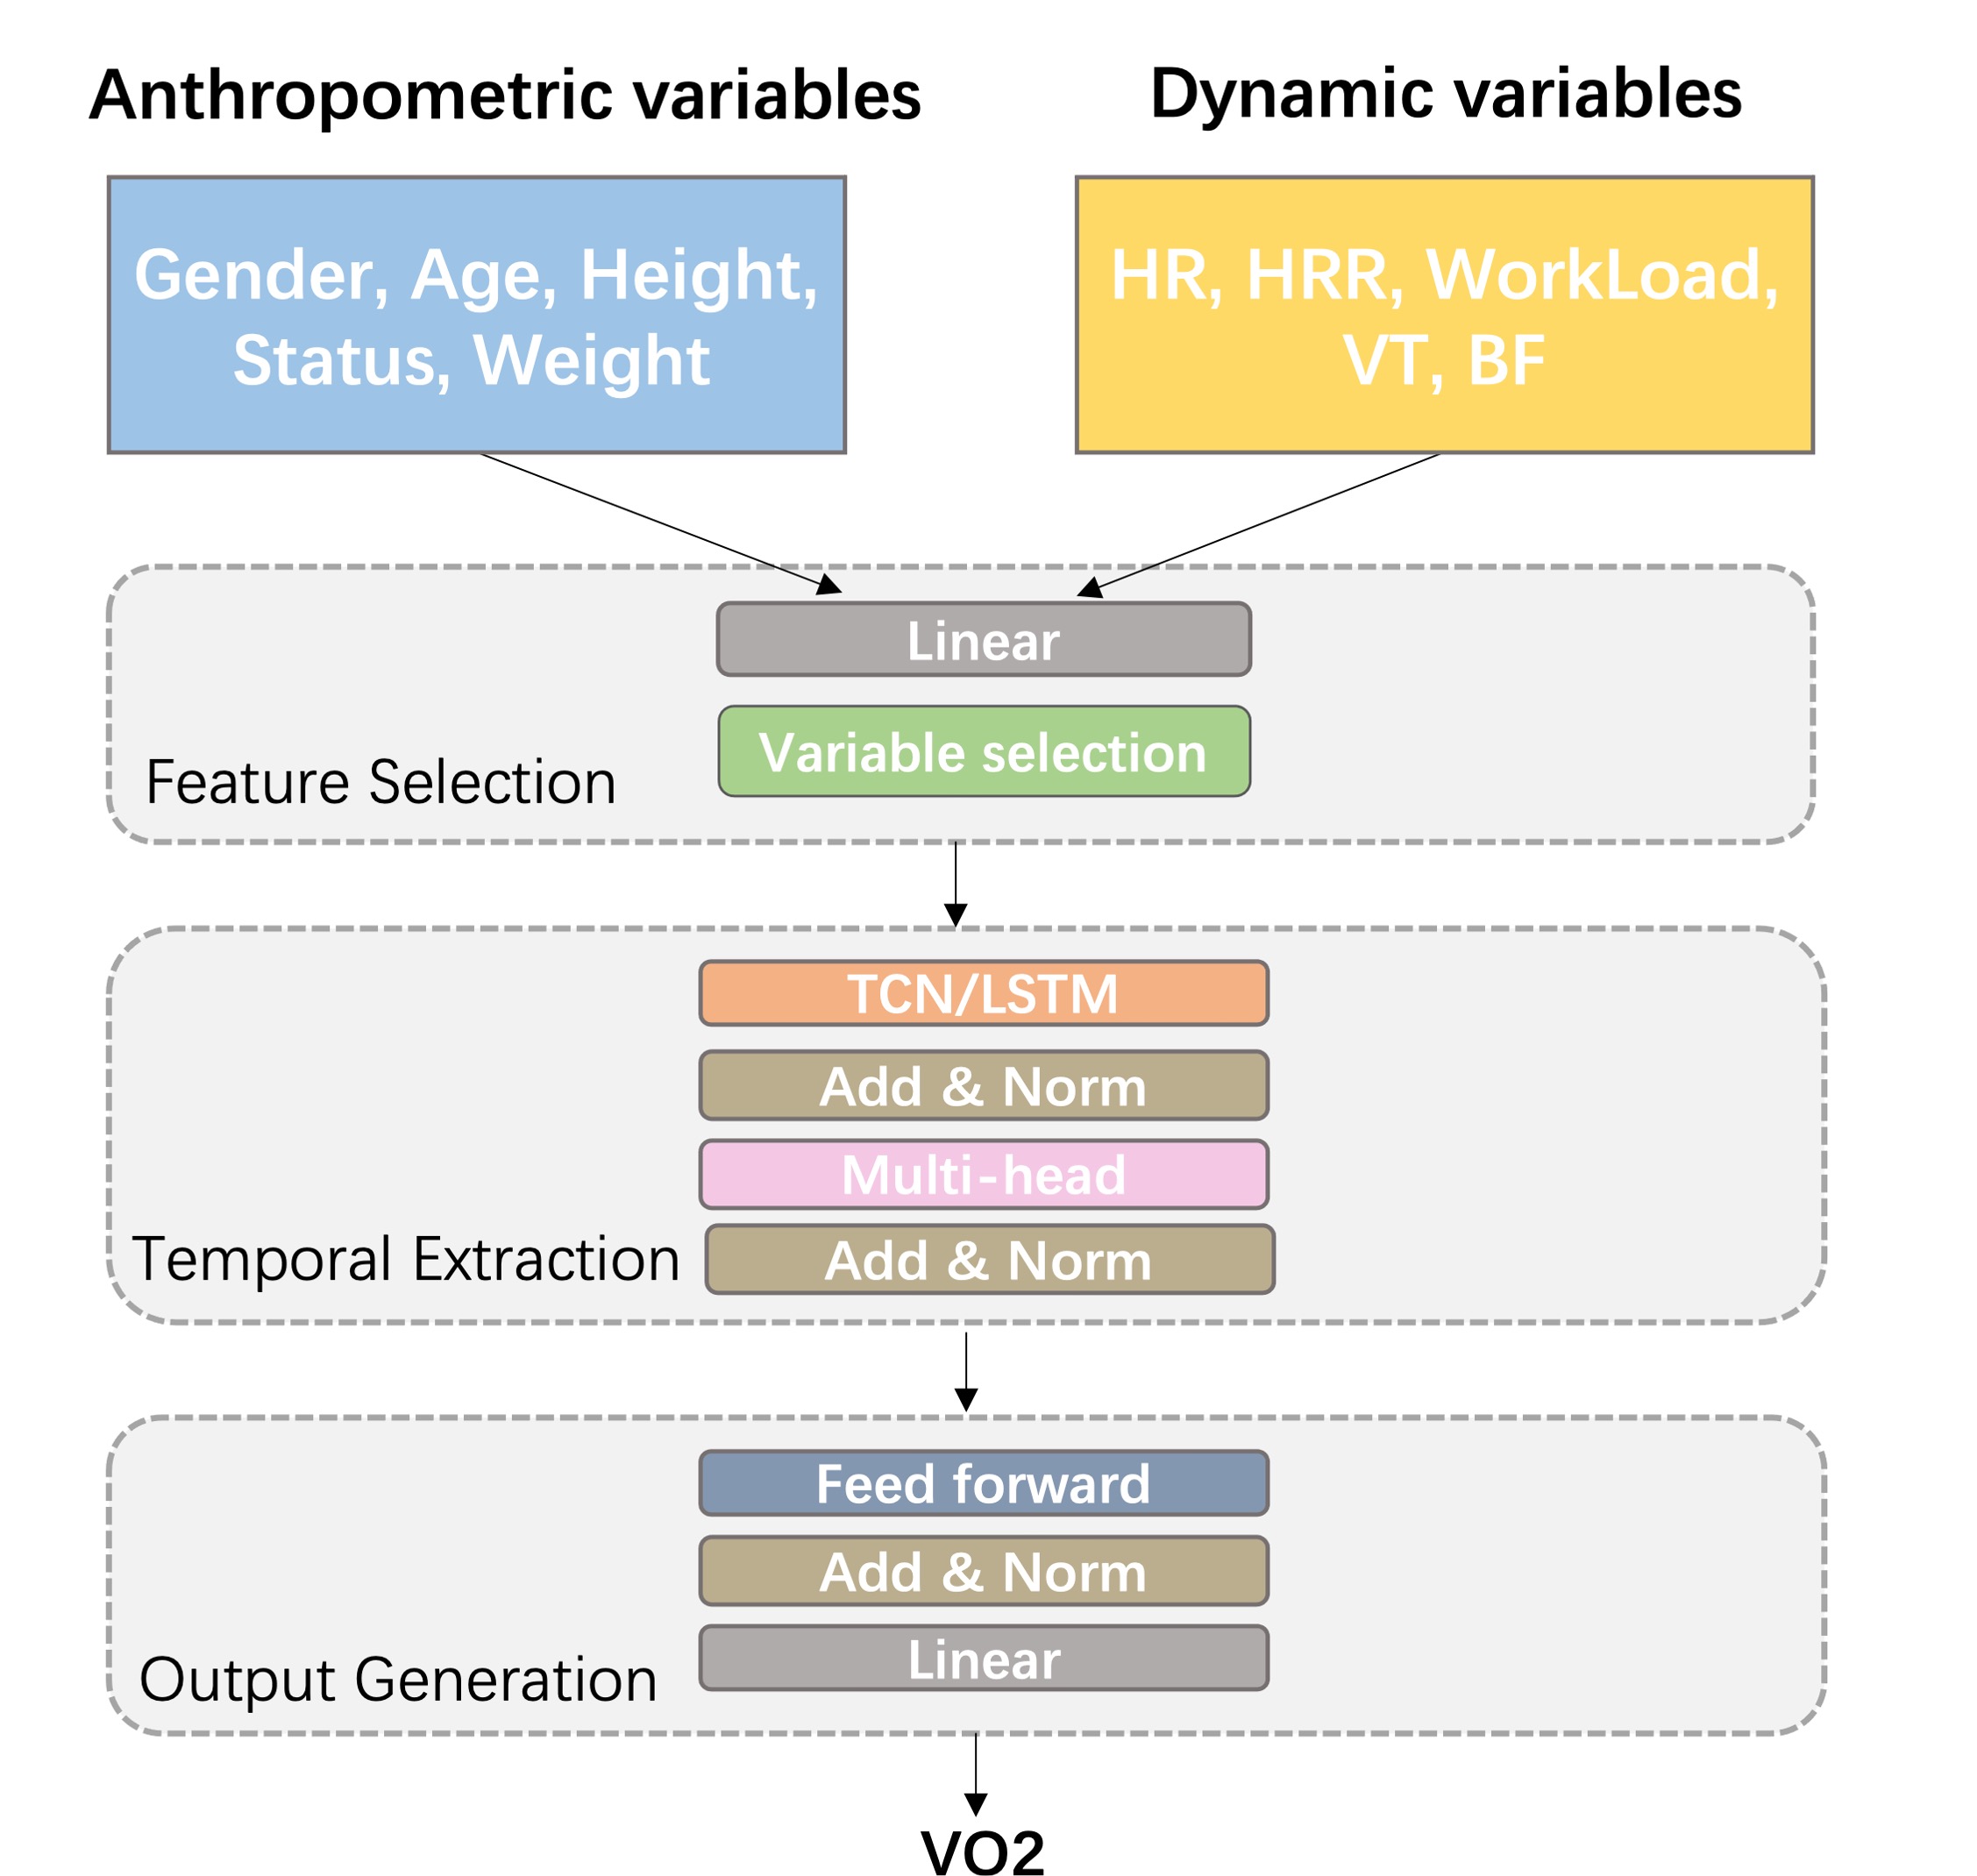 Anthropometric variables
Dynamic variables
Gender, Age, Height,
Status, Weight
HR, HRR, WorkLoad,
VT, BF
Linear
Variable selection
Feature Selection
TCN/LSTM
Add & Norm
Multi-head
Temporal Extraction
Add & Norm
Feed forward
Add & Norm
Linear
Output Generation
VO2